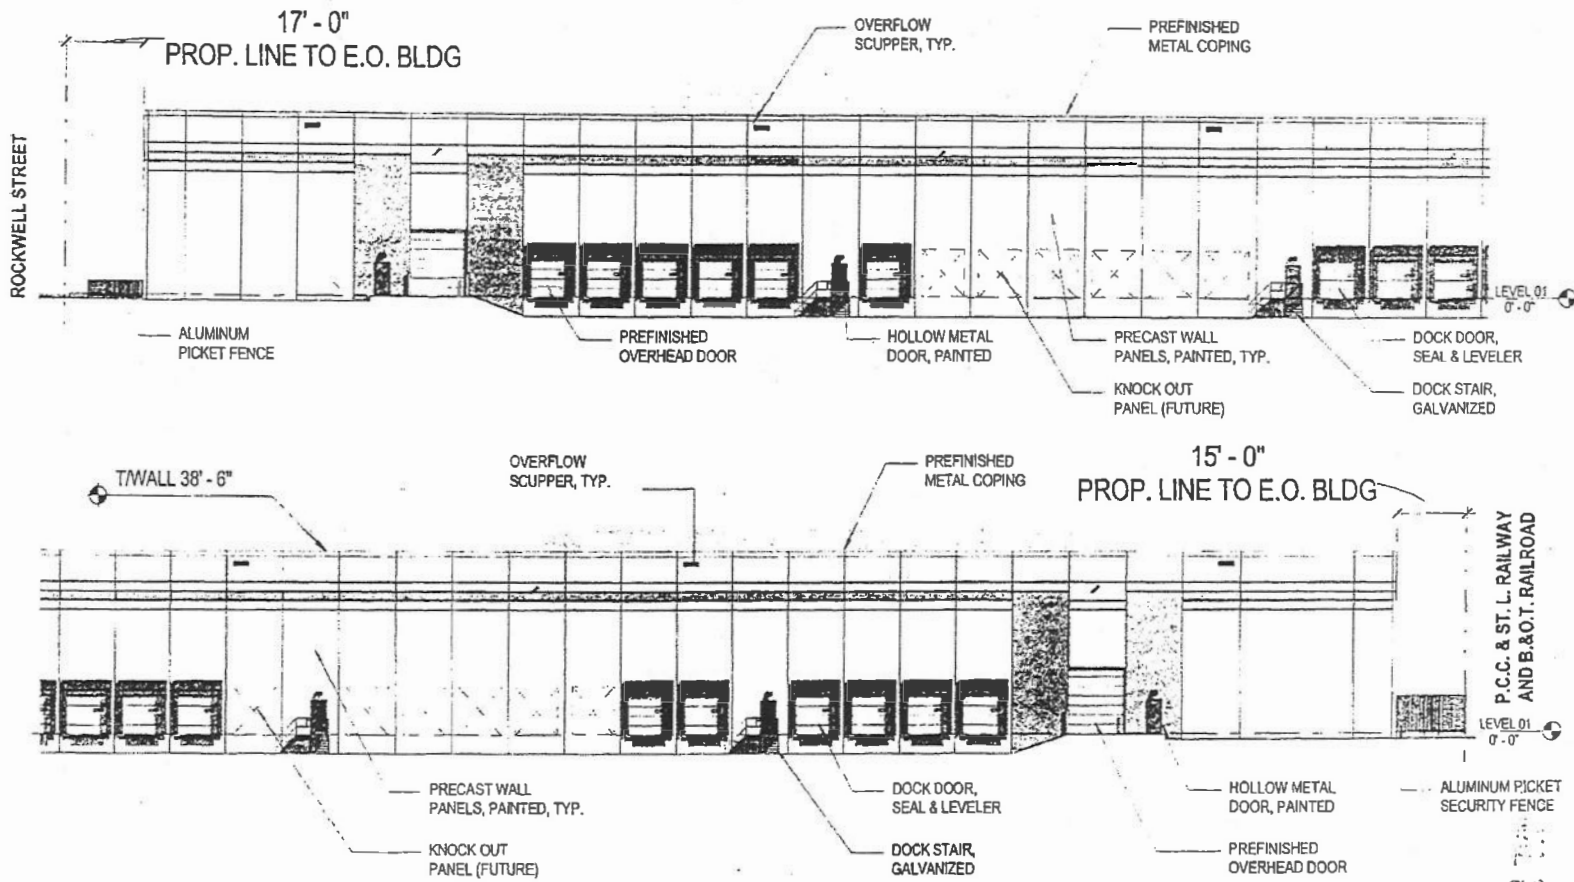 17' - 0"
PROP. LINE TO E.O. BLDG
OVERFLOW
SCUPPER, TYP.
PREFINISHED
METAL COPING
ROCKWELL STREET
LEVEL 01
0' - 0"
ALUMINUM
PICKET FENCE
PREFINISHED
OVERHEAD DOOR
HOLLOW METAL
DOOR, PAINTED
PRECAST WALL
PANELS, PAINTED, TYP.
DOCK DOOR,
SEAL & LEVELER
KNOCK OUT
PANEL (FUTURE)
DOCK STAIR,
GALVANIZED
T/WALL 38' - 6"
OVERFLOW
SCUPPER, TYP.
PREFINISHED
METAL COPING
15' - 0"
PROP. LINE TO E.O. BLDG
P.C.C. & ST. L. RAILWAY
AND B.&O.T. RAILROAD
LEVEL 01
0' - 0"
PRECAST WALL
PANELS, PAINTED, TYP.
DOCK DOOR,
SEAL & LEVELER
HOLLOW METAL
DOOR, PAINTED
ALUMINUM PICKET
SECURITY FENCE
KNOCK OUT
PANEL (FUTURE)
DOCK STAIR,
GALVANIZED
PREFINISHED
OVERHEAD DOOR